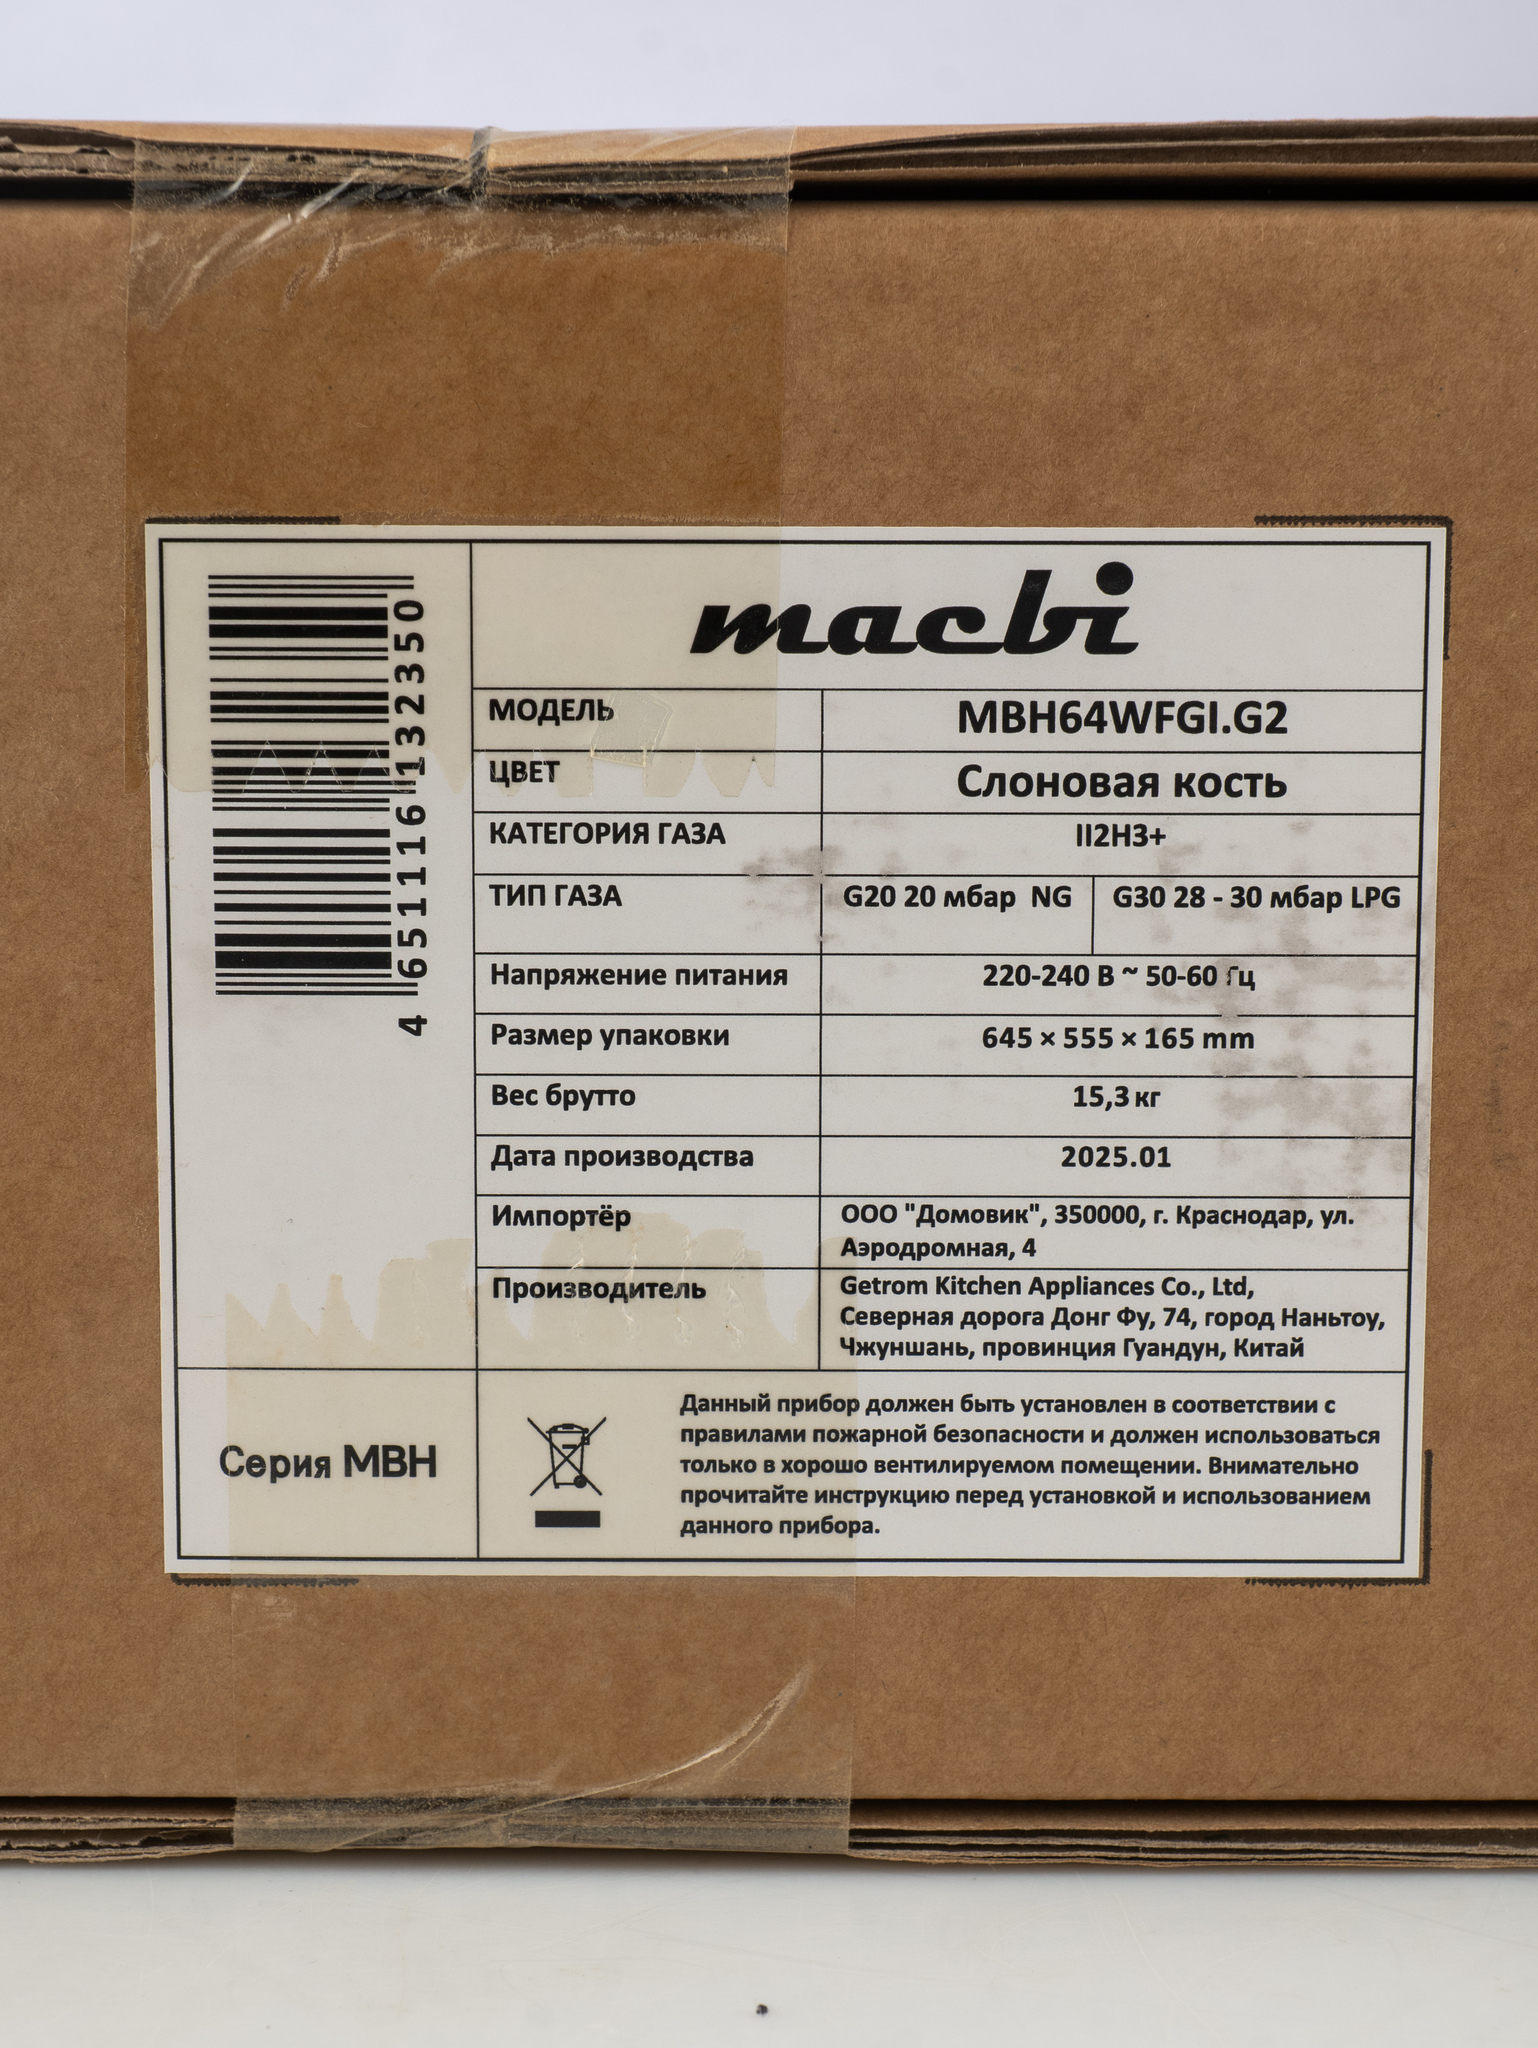 4 651116 132350
macbi
МОДЕЛЬ MBH64WFGI.G2
ЦВЕТ Слоновая кость
КАТЕГОРИЯ ГАЗА II2H3+
ТИП ГАЗА G20 20 мбар NG G30 28 - 30 мбар LPG
Напряжение питания 220-240 В ~ 50-60 Гц
Размер упаковки 645 × 555 × 165 mm
Вес брутто 15,3 кг
Дата производства 2025.01
Импортёр ООО "Домовик", 350000, г. Краснодар, ул.
Аэродромная, 4
Производитель Getrom Kitchen Appliances Co., Ltd,
Северная дорога Донг Фу, 74, город Наньтоу,
Чжуншань, провинция Гуандун, Китай
Серия MBH
Данный прибор должен быть установлен в соответствии с
правилами пожарной безопасности и должен использоваться
только в хорошо вентилируемом помещении. Внимательно
прочитайте инструкцию перед установкой и использованием
данного прибора.